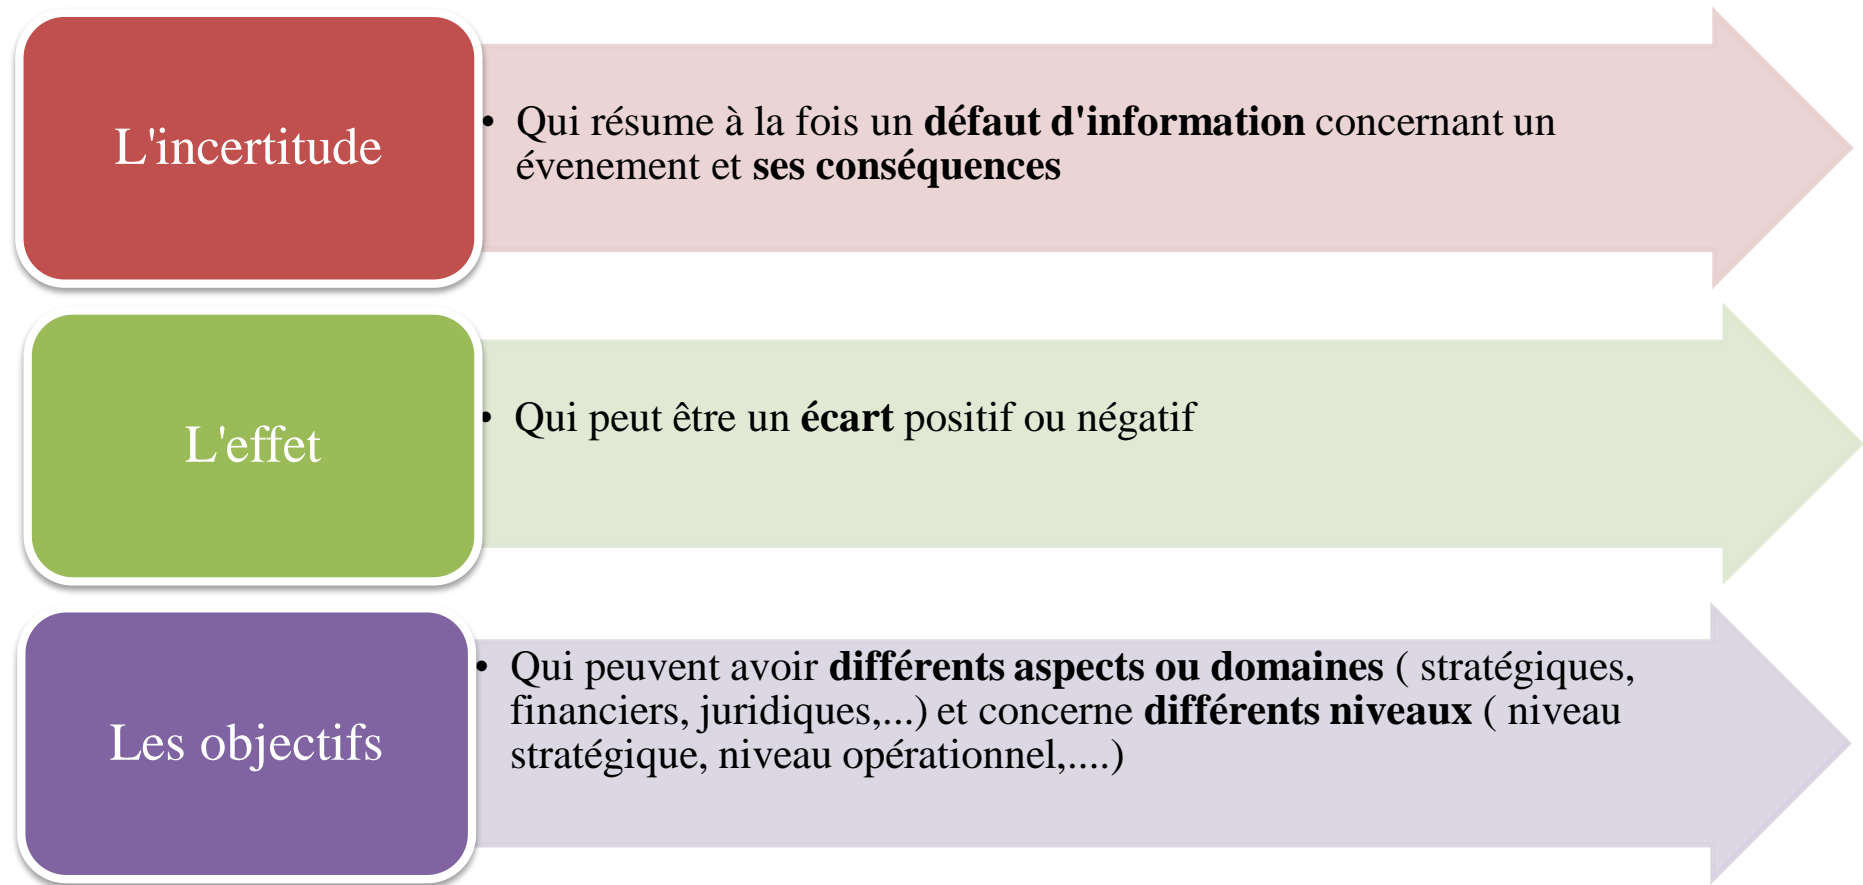 L'incertitude
• Qui résume à la fois un défaut d'information concernant un
évenement et ses conséquences
L'effet
• Qui peut être un écart positif ou négatif
Les objectifs
• Qui peuvent avoir différents aspects ou domaines ( stratégiques,
financiers, juridiques,...) et concerne différents niveaux ( niveau
stratégique, niveau opérationnel,....)